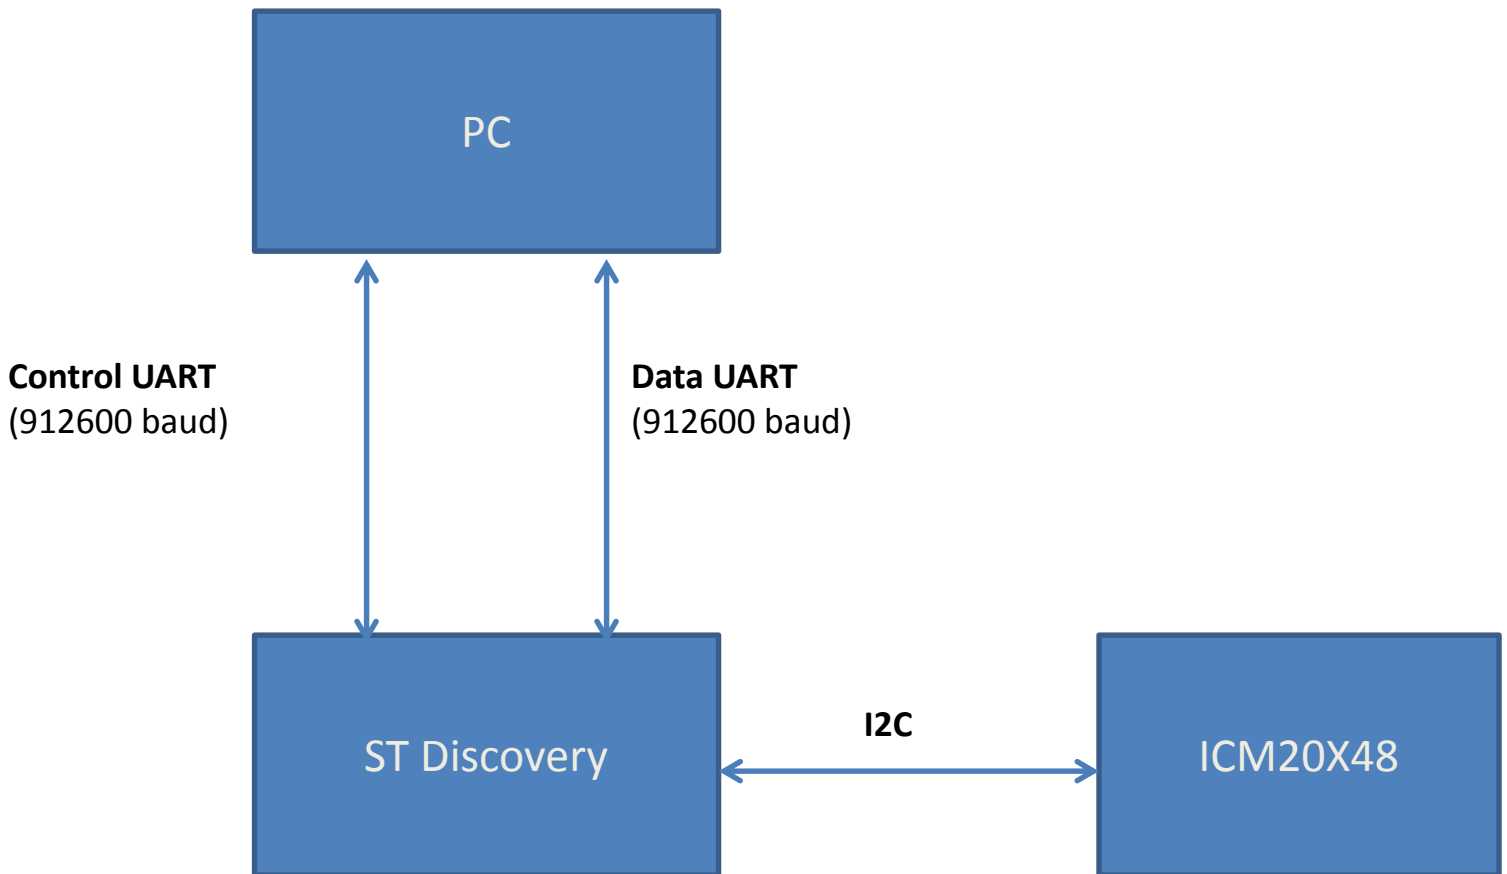 PC
Control UART
(912600 baud)
Data UART
(912600 baud)
I2C
ST Discovery
ICM20X48